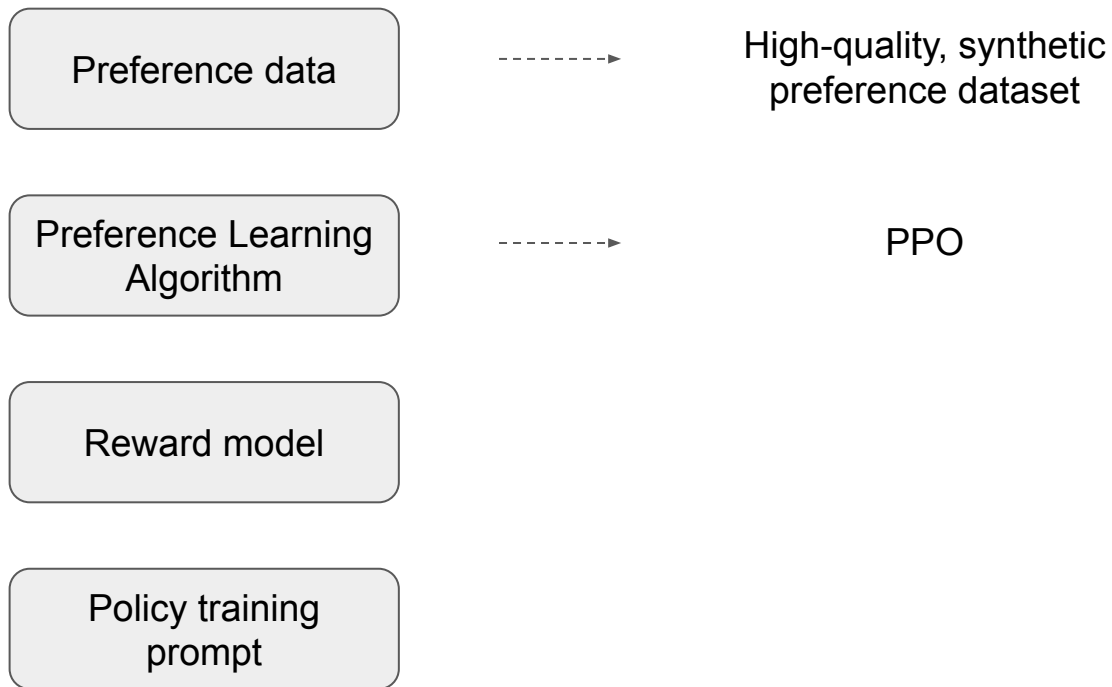 Preference data
High-quality, synthetic
preference dataset
Preference Learning
Algorithm
PPO
Reward model
Policy training
prompt